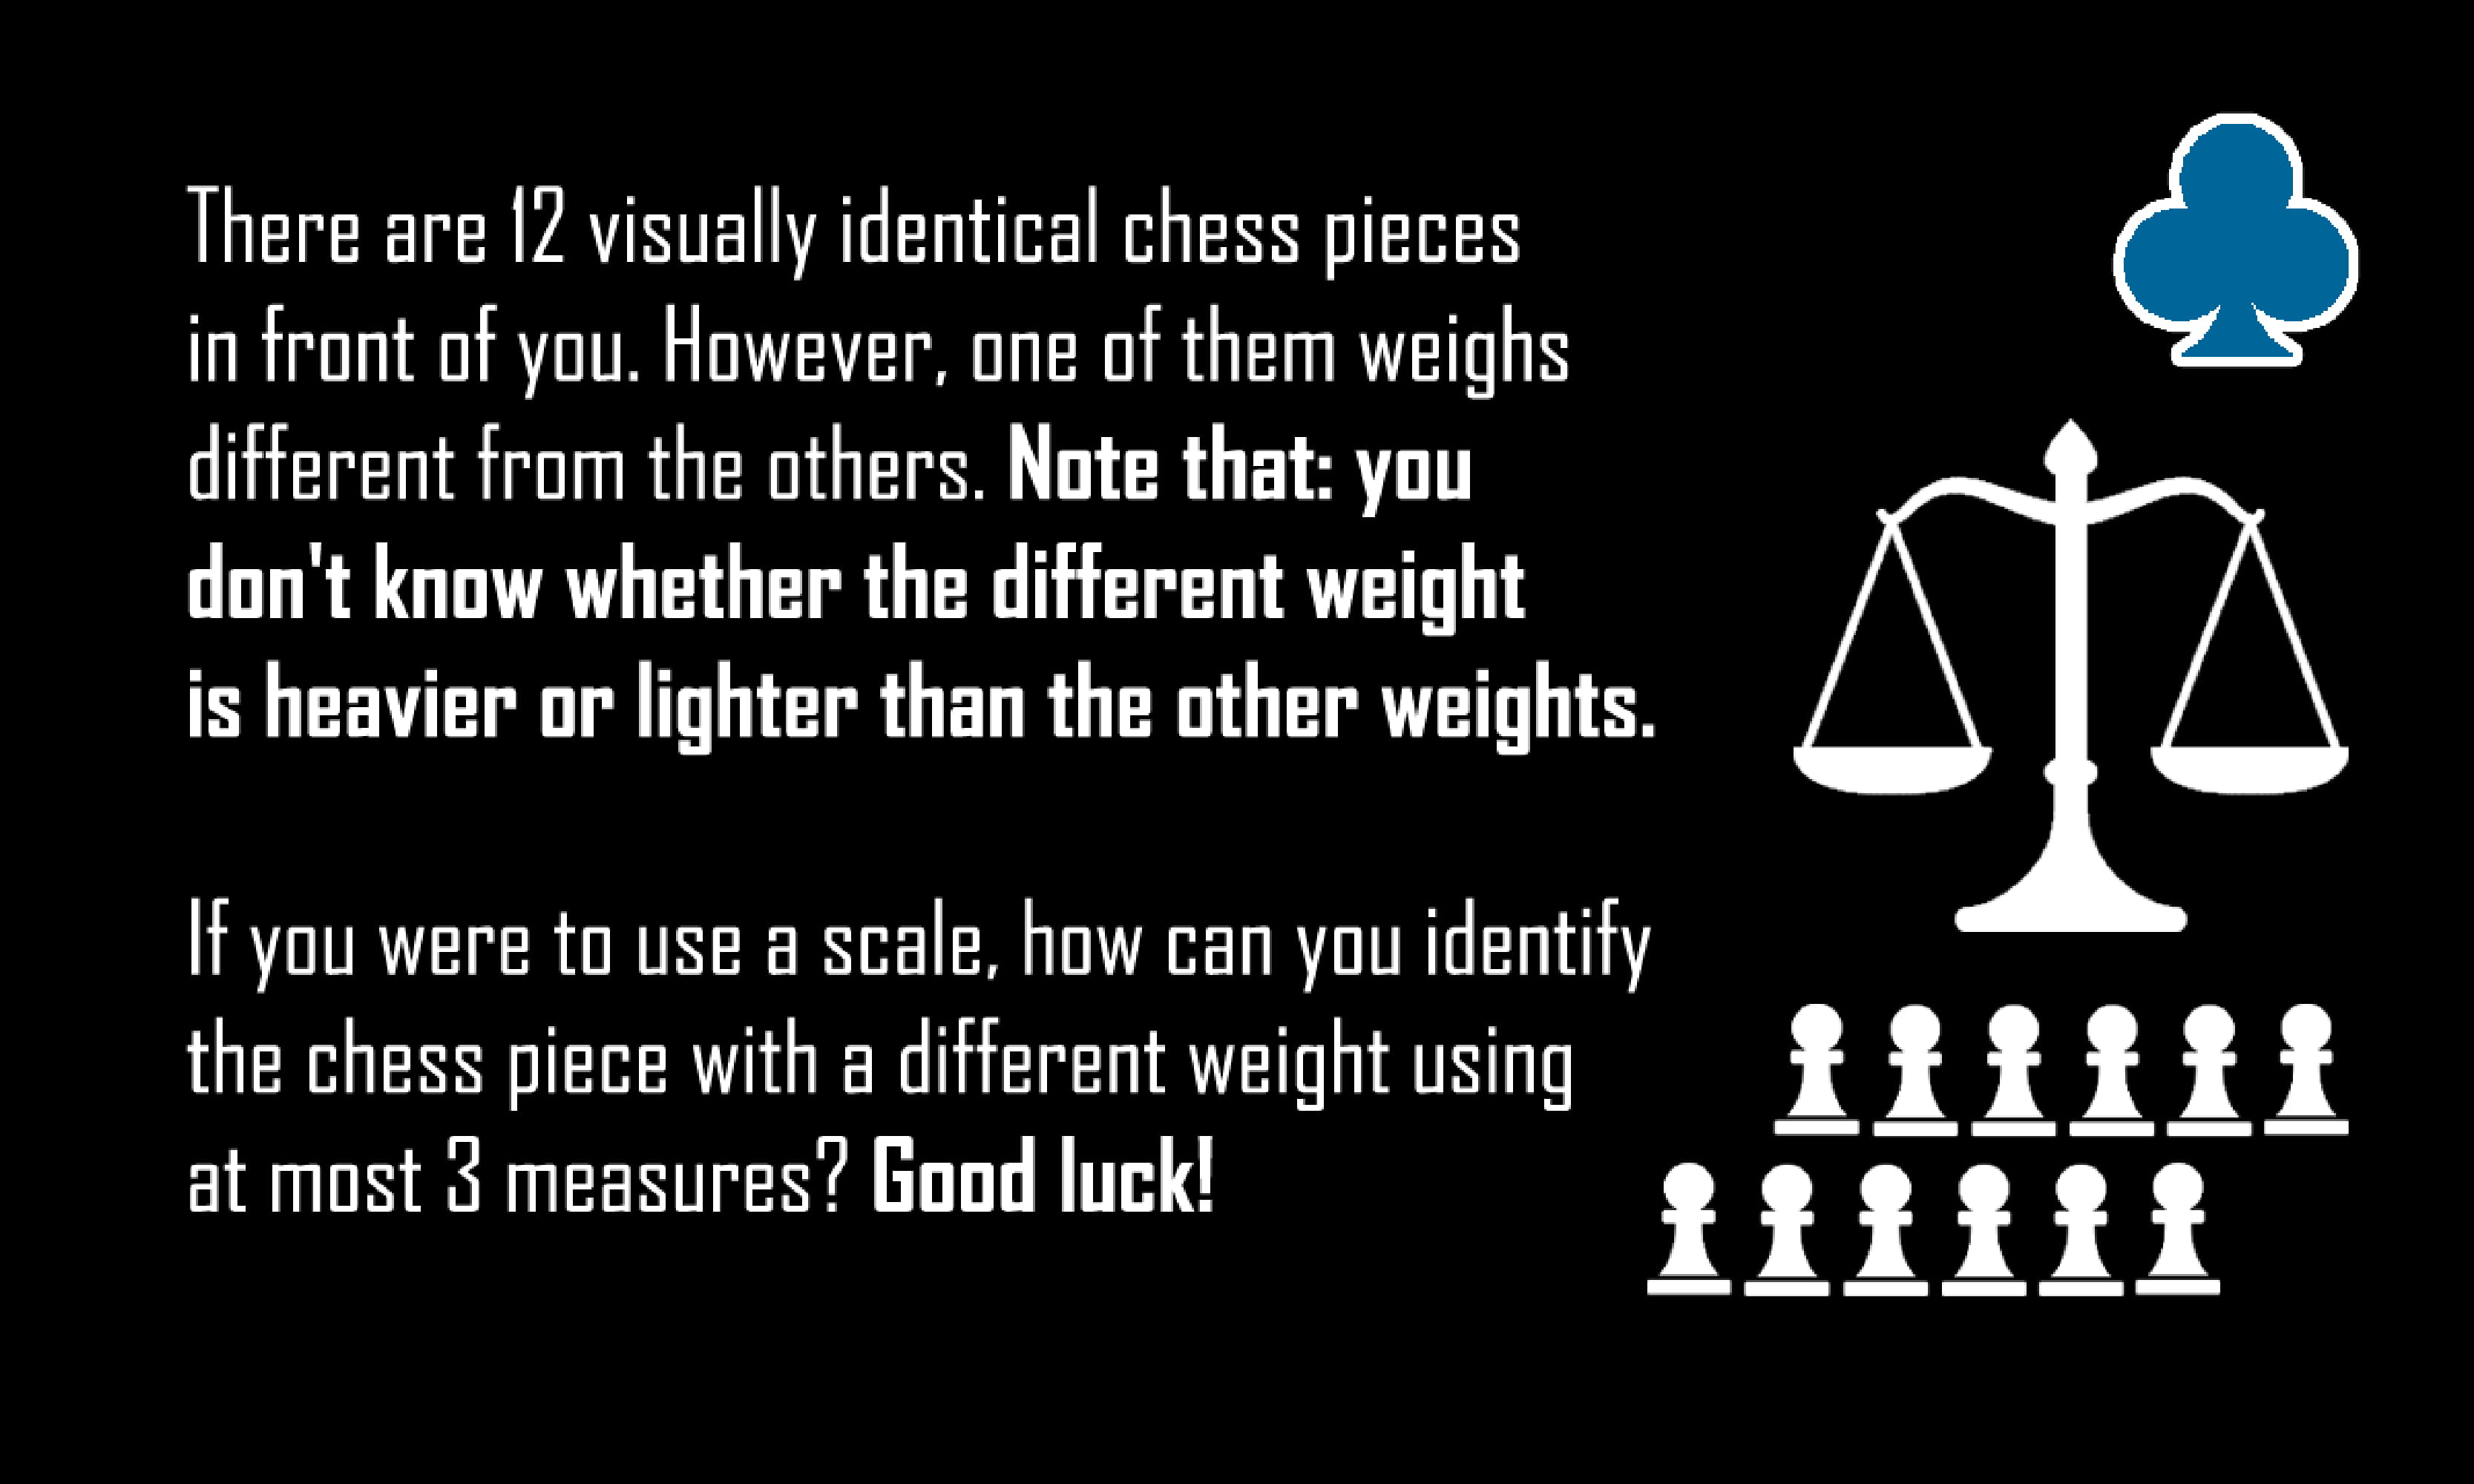 There are 12 visually identical chess pieces
in front of you. However, one of them weighs
different from the others. Note that: you
don't know whether the different weight
is heavier or lighter than the other weights.
If you were to use a scale, how can you identify
the chess piece with a different weight using
at most 3 measures? Good luck!